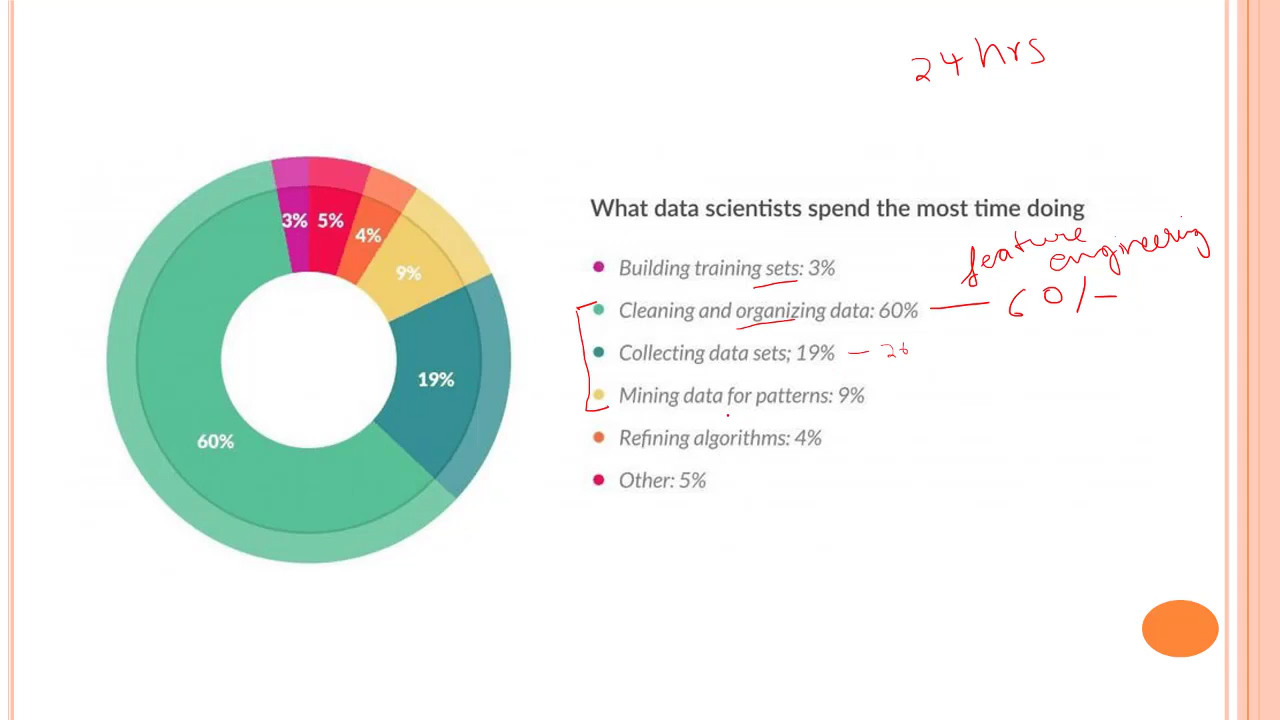 24 hrs
3% 5%
4%
9%
19%
60%
What data scientists spend the most time doing
feature engineering
Building training sets: 3%
Cleaning and organizing data: 60% — 60/-
Collecting data sets; 19% —
Mining data for patterns: 9%
Refining algorithms: 4%
Other: 5%